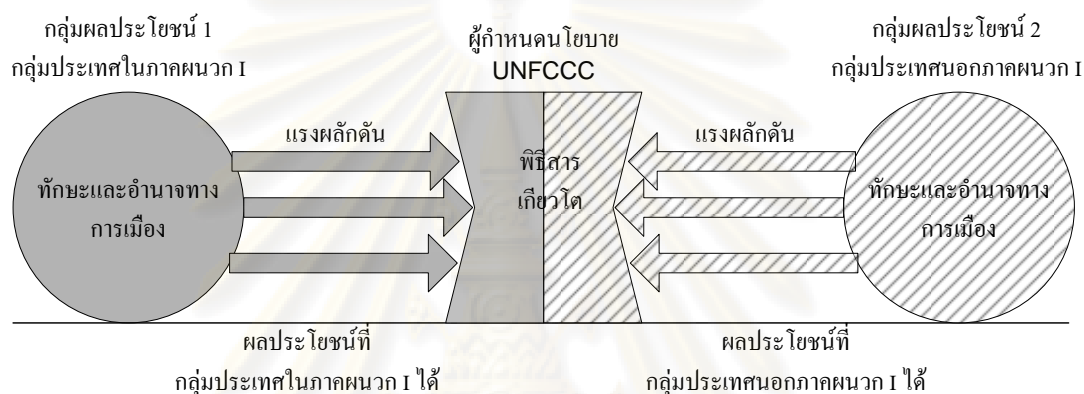 กลุ่มผลประโยชน์ 1
กลุ่มประเทศในภาคผนวก I
ผู้กำหนดนโยบาย
UNFCCC
กลุ่มผลประโยชน์ 2
กลุ่มประเทศนอกภาคผนวก I
แรงผลักดัน
แรงผลักดัน
ทักษะและอำนาจทาง
การเมือง
พิธีสาร
เกียวโต
ทักษะและอำนาจทาง
การเมือง
ผลประโยชน์ที่
กลุ่มประเทศในภาคผนวก I ได้
ผลประโยชน์ที่
กลุ่มประเทศนอกภาคผนวก I ได้